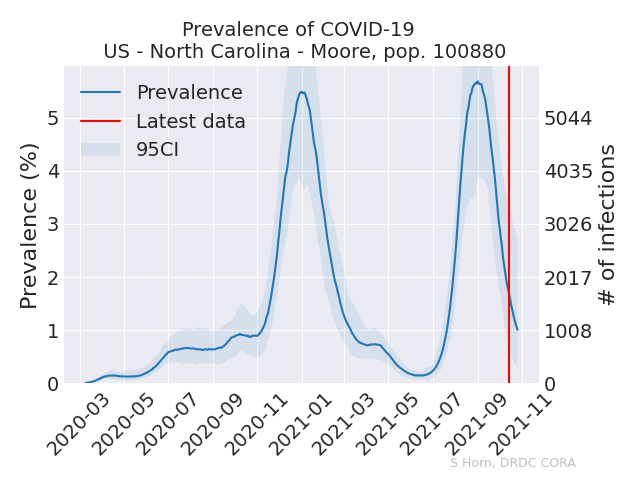 Prevalence of COVID-19
US - North Carolina - Moore, pop. 100880
Prevalence
Latest data
95CI
Prevalence (%)
5
4
3
2
1
0
5044
4035
3026
2017
1008
0
# of infections
2020-03
2020-05
2020-07
2020-09
2020-11
2021-01
2021-03
2021-05
2021-07
2021-09
2021-11
S Horn, DRDC CORA